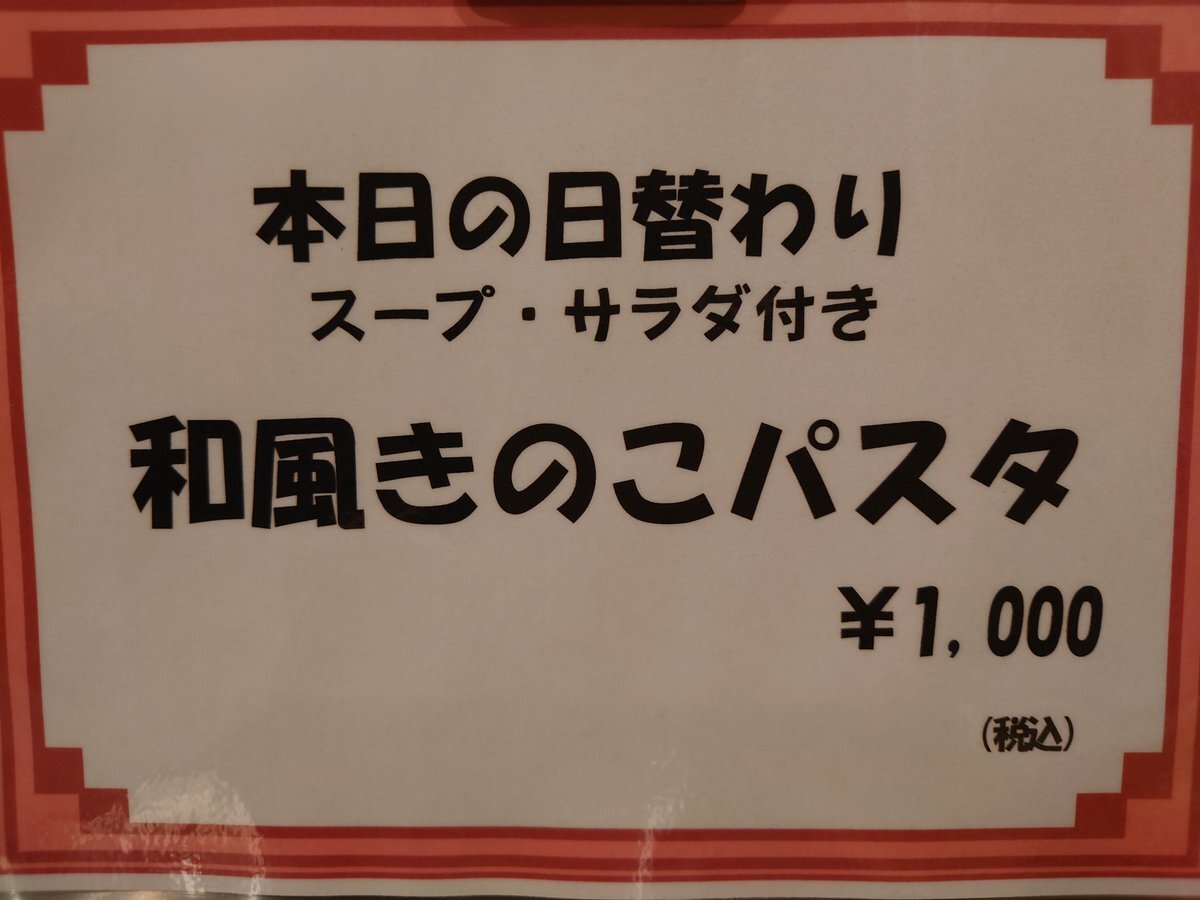 本日の日替わり
スープ・サラダ付き
和風きのこパスタ
¥1,000
(税込)